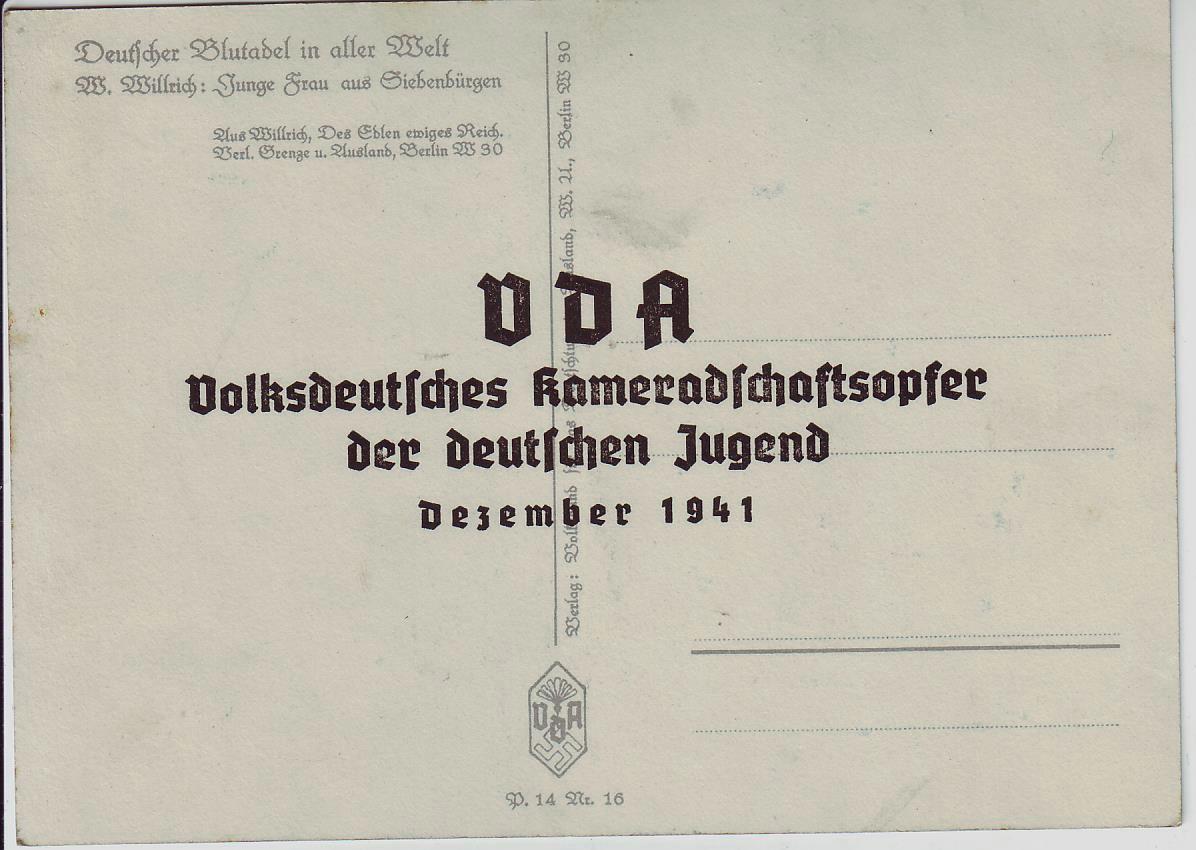 Deutscher Blutadel in aller Welt
W. Willrich: Junge Frau aus Siebenbürgen
Aus Willrich, Des Edlen ewiges Reich.
Verl. Grenze u. Ausland, Berlin W 30
Verlag: Ausland, W. U., Berlin W 30
VDA
Volksdeutsches Kameradschaftsopfer
der deutschen Jugend
Dezember 1941
VDA
P. 14 Nr. 16